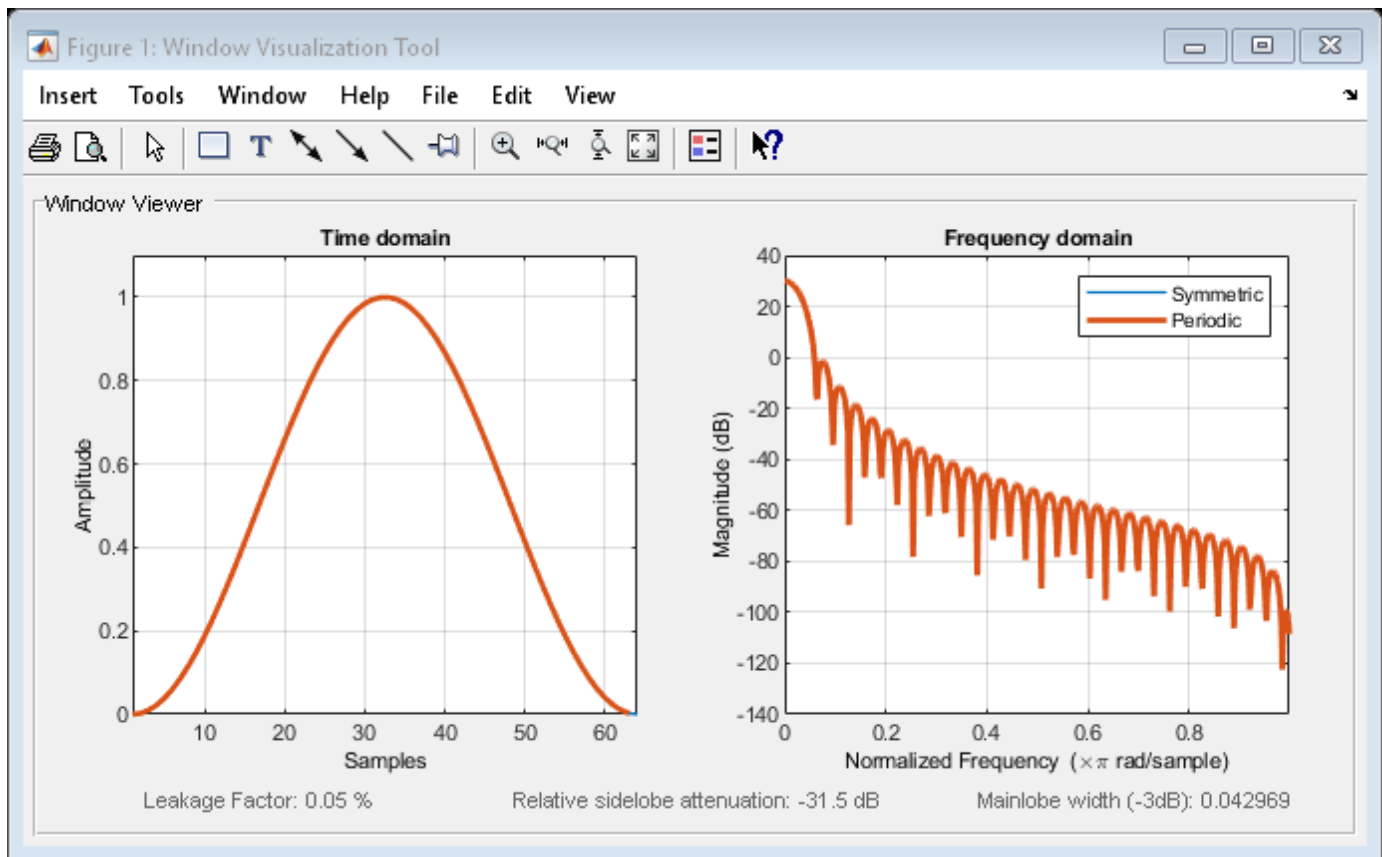 Figure 1: Window Visualization Tool
Insert Tools Window Help File Edit View
T
Window Viewer
Time domain
1
0.8
0.6
0.4
0.2
0
Amplitude
10 20 30 40 50 60
Samples
Frequency domain
Symmetric
Periodic
40
20
0
-20
-40
-60
-80
-100
-120
-140
Magnitude (dB)
0 0.2 0.4 0.6 0.8
Normalized Frequency (×π rad/sample)
Leakage Factor: 0.05 % Relative sidelobe attenuation: -31.5 dB Mainlobe width (-3dB): 0.042969